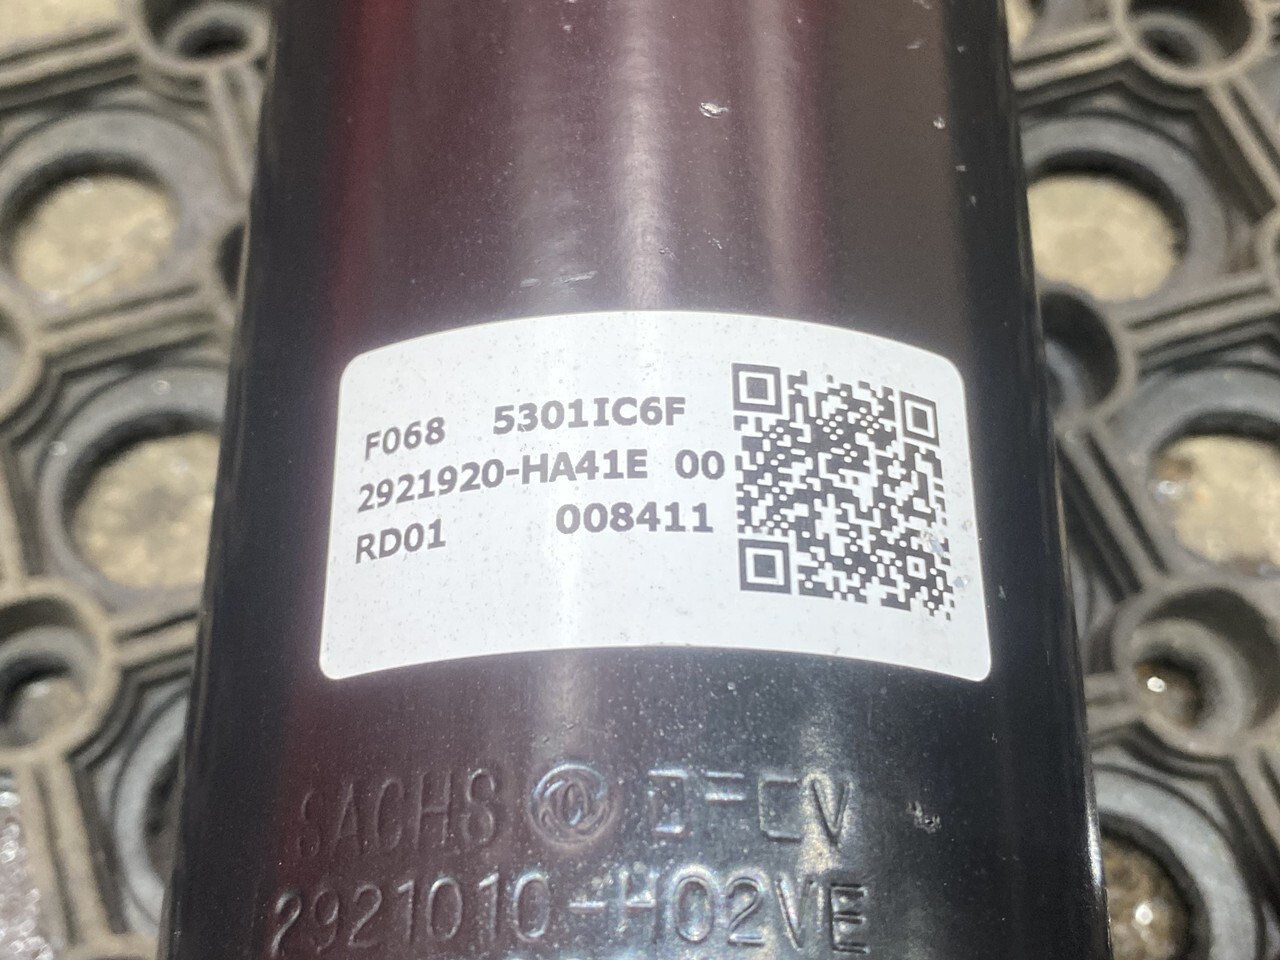 F068 5301IC6F
2921920-HA41E 00
RD01 008411
SACHS DFCV
2921010-H02VE